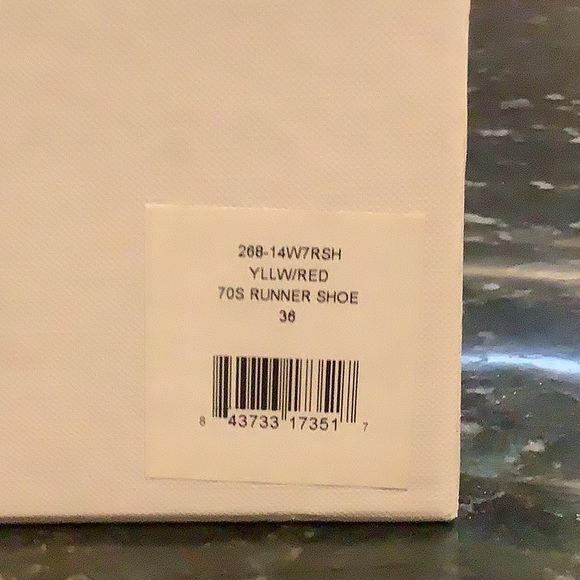 268-14W7RSH
YLLW/RED
70S RUNNER SHOE
36
8 43733 17351 7